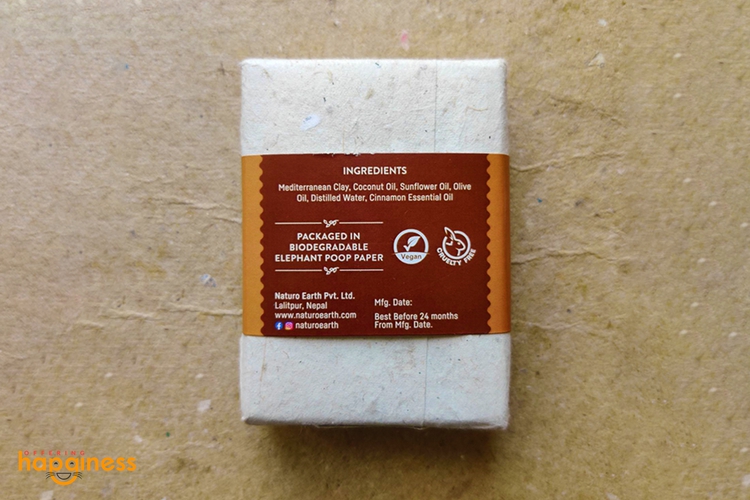 INGREDIENTS
Mediterranean Clay, Coconut Oil, Sunflower Oil, Olive
Oil, Distilled Water, Cinnamon Essential Oil
PACKAGED IN
BIODEGRADABLE
ELEPHANT POOP PAPER
Vegan
CRUELTY FREE
Naturo Earth Pvt. Ltd.
Lalitpur, Nepal
www.naturoearth.com
naturoearth
Mfg. Date:
Best Before 24 months
From Mfg. Date.
OFFERING
hapainess